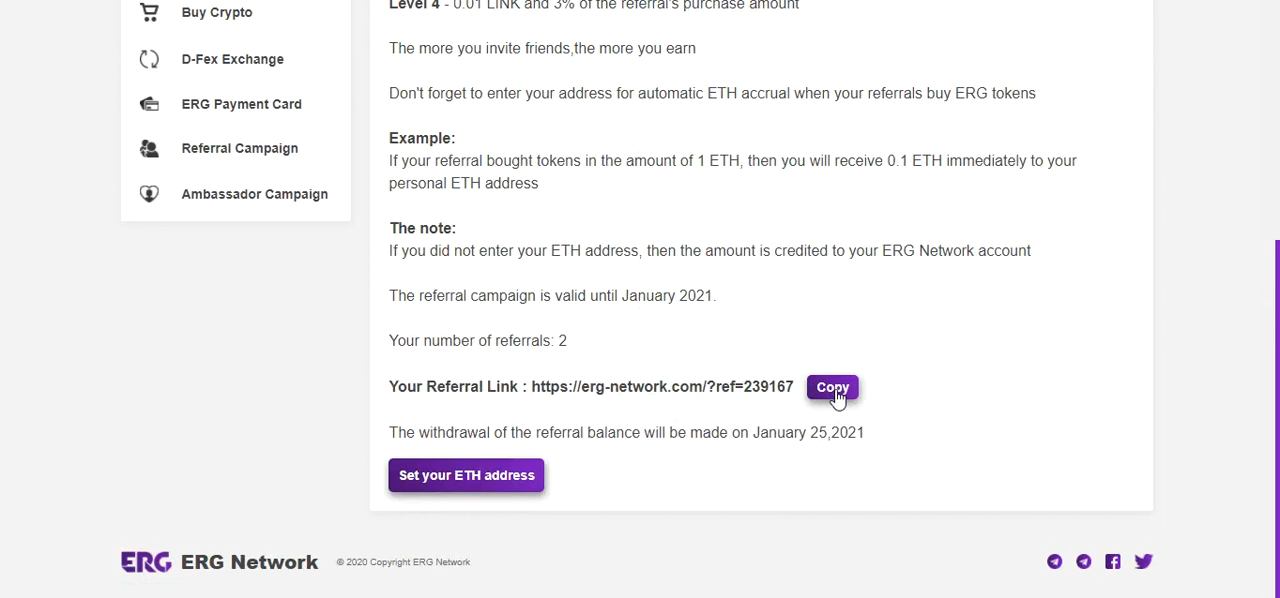 Buy Crypto
D-Fex Exchange
ERG Payment Card
Referral Campaign
Ambassador Campaign
Level 4 - 0.01 LINK and 3% of the referral's purchase amount
The more you invite friends,the more you earn
Don't forget to enter your address for automatic ETH accrual when your referrals buy ERG tokens
Example:
If your referral bought tokens in the amount of 1 ETH, then you will receive 0.1 ETH immediately to your
personal ETH address
The note:
If you did not enter your ETH address, then the amount is credited to your ERG Network account
The referral campaign is valid until January 2021.
Your number of referrals: 2
Your Referral Link : https://erg-network.com/?ref=239167 Copy
The withdrawal of the referral balance will be made on January 25,2021
Set your ETH address
ERG ERG Network © 2020 Copyright ERG Network